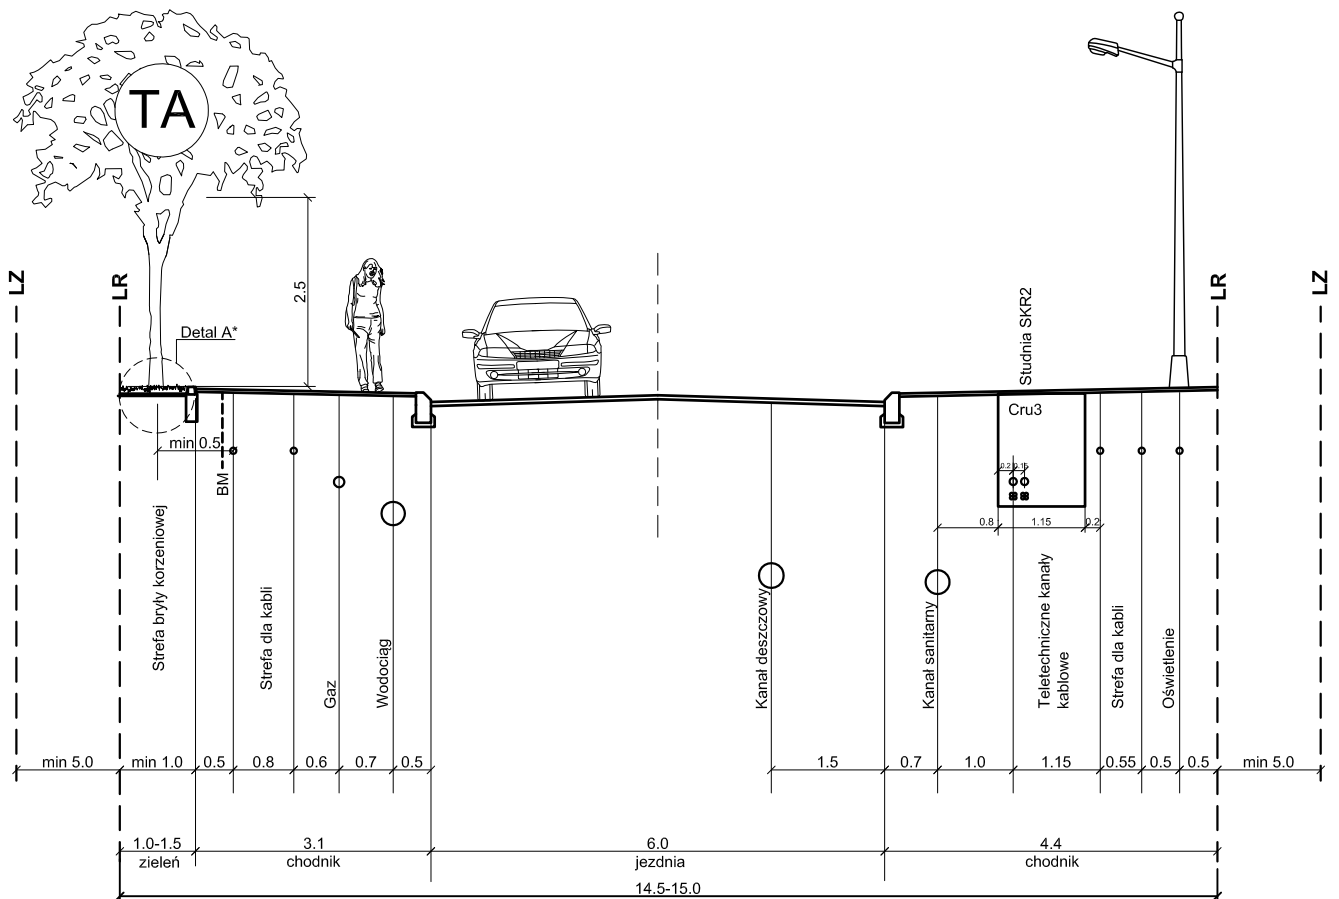 TA
2.5
LZ
LR
Detal A*
Studnia SKR2
LR
LZ
Cru3
min 0.5
BM
0.2
0.15
0.8
1.15
0.2
Strefa bryły korzeniowej
Strefa dla kabli
Gaz
Wodociąg
Kanał deszczowy
Kanał sanitarny
Teletechniczne kanały
kablowe
Strefa dla kabli
Oświetlenie
min 5.0
min 1.0
0.5
0.8
0.6
0.7
0.5
1.5
0.7
1.0
1.15
0.55
0.5
0.5
min 5.0
1.0-1.5
zieleń
3.1
chodnik
6.0
jezdnia
4.4
chodnik
14.5-15.0